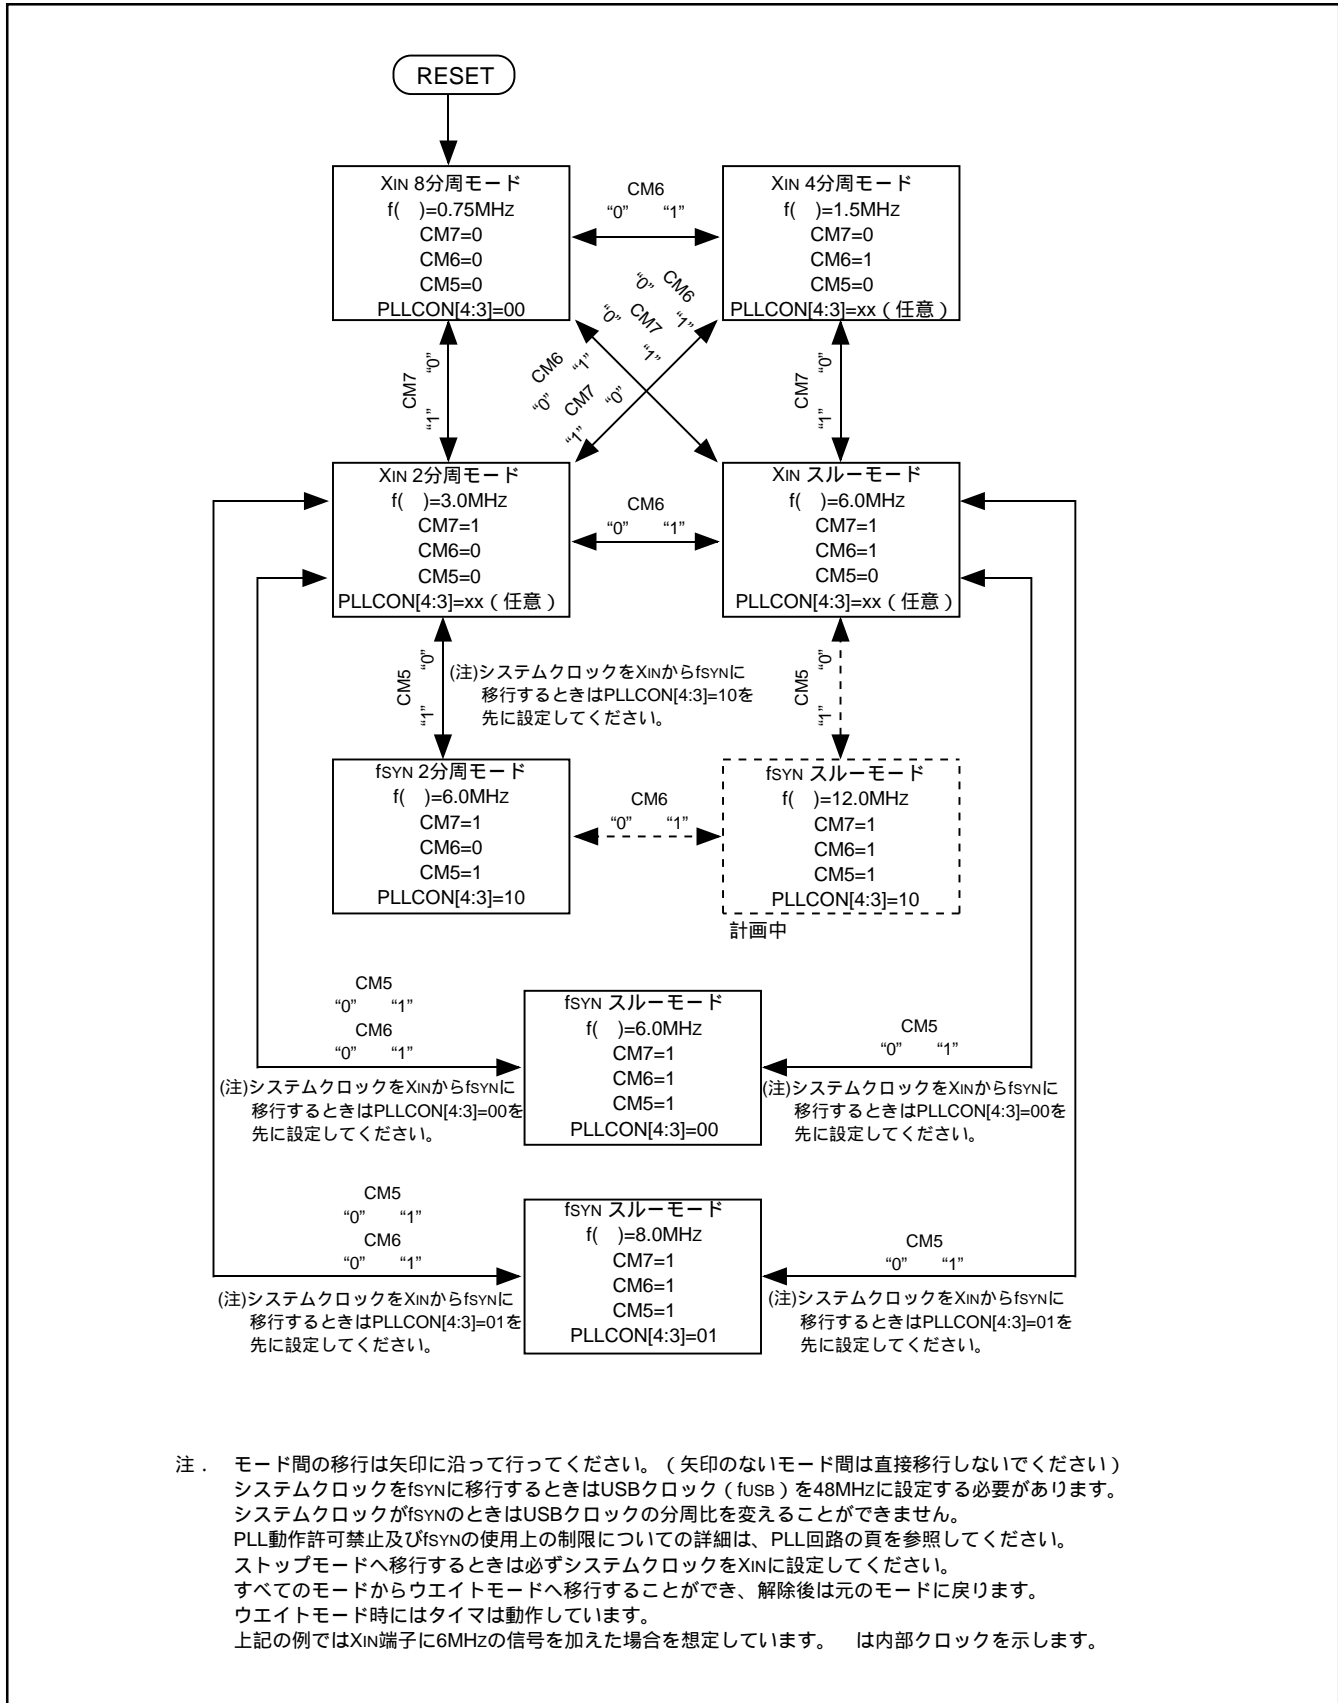 RESET
XIN 8分周モード
f(　)=0.75MHz
CM7=0
CM6=0
CM5=0
PLLCON[4:3]=00
CM6
“0”　“1”
XIN 4分周モード
f(　)=1.5MHz
CM7=0
CM6=1
CM5=0
PLLCON[4:3]=xx（任意）
CM7
“0”
“1”
CM6
“0”　“1”
CM7
“0”　“1”
CM6
“0”　“1”
CM7
“1”　“0”
CM7
“0”
“1”
XIN 2分周モード
f(　)=3.0MHz
CM7=1
CM6=0
CM5=0
PLLCON[4:3]=xx（任意）
CM6
“0”　“1”
XIN スルーモード
f(　)=6.0MHz
CM7=1
CM6=1
CM5=0
PLLCON[4:3]=xx（任意）
CM5
“0”
“1”
(注)システムクロックをXINからfSYNに
移行するときはPLLCON[4:3]=10を
先に設定してください。
CM5
“0”
“1”
fSYN 2分周モード
f(　)=6.0MHz
CM7=1
CM6=0
CM5=1
PLLCON[4:3]=10
CM6
“0”　“1”
fSYN スルーモード
f(　)=12.0MHz
CM7=1
CM6=1
CM5=1
PLLCON[4:3]=10
計画中
CM5
“0”　“1”
CM6
“0”　“1”
(注)システムクロックをXINからfSYNに
移行するときはPLLCON[4:3]=00を
先に設定してください。
fSYN スルーモード
f(　)=6.0MHz
CM7=1
CM6=1
CM5=1
PLLCON[4:3]=00
CM5
“0”　“1”
(注)システムクロックをXINからfSYNに
移行するときはPLLCON[4:3]=00を
先に設定してください。
CM5
“0”　“1”
CM6
“0”　“1”
(注)システムクロックをXINからfSYNに
移行するときはPLLCON[4:3]=01を
先に設定してください。
fSYN スルーモード
f(　)=8.0MHz
CM7=1
CM6=1
CM5=1
PLLCON[4:3]=01
CM5
“0”　“1”
(注)システムクロックをXINからfSYNに
移行するときはPLLCON[4:3]=01を
先に設定してください。
注．　モード間の移行は矢印に沿って行ってください。（矢印のないモード間は直接移行しないでください）
システムクロックをfSYNに移行するときはUSBクロック（fUSB）を48MHzに設定する必要があります。
システムクロックがfSYNのときはUSBクロックの分周比を変えることができません。
PLL動作許可禁止及びfSYNの使用上の制限についての詳細は、PLL回路の頁を参照してください。
ストップモードへ移行するときは必ずシステムクロックをXINに設定してください。
すべてのモードからウエイトモードへ移行することができ、解除後は元のモードに戻ります。
ウエイトモード時にはタイマは動作しています。
上記の例ではXIN端子に6MHzの信号を加えた場合を想定しています。　は内部クロックを示します。